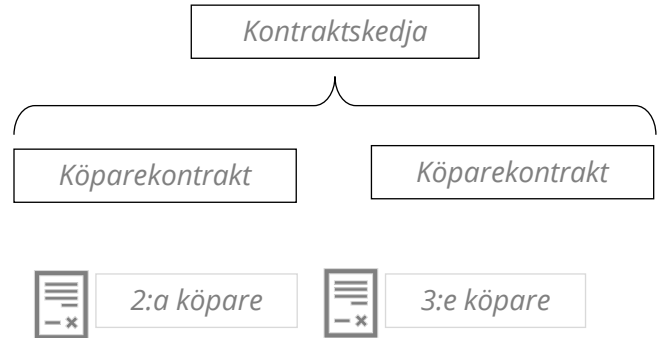 Kontraktskedja
Köparekontrakt
Köparekontrakt
2:a köpare
3:e köpare